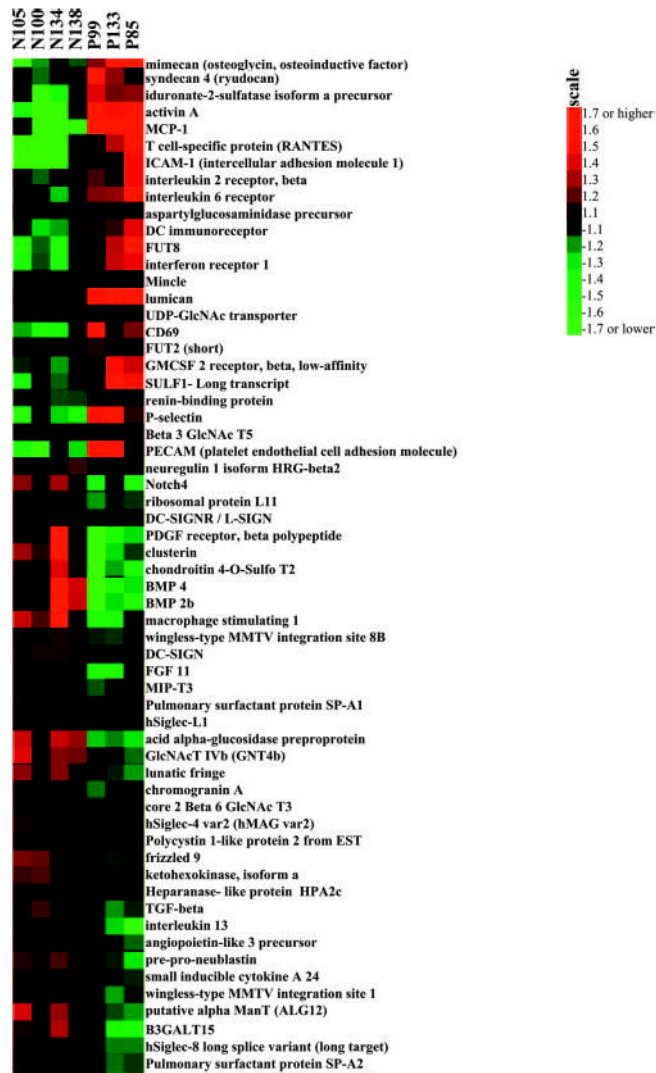 N105 N100 N134 N138 P99 P133 P85
mimecan (osteoglycin, osteoinductive factor)
syndecan 4 (ryudocan)
iduronate-2-sulfatase isoform a precursor
activin A
MCP-1
T cell-specific protein (RANTES)
ICAM-1 (intercellular adhesion molecule 1)
interleukin 2 receptor, beta
interleukin 6 receptor
aspartylglucosaminidase precursor
DC immunoreceptor
FUT8
interferon receptor 1
Mincle
lumican
UDP-GlcNAc transporter
CD69
FUT2 (short)
GMCSF 2 receptor, beta, low-affinity
SULF1- Long transcript
renin-binding protein
P-selectin
Beta 3 GlcNAc T5
PECAM (platelet endothelial cell adhesion molecule)
neuregulin 1 isoform HRG-beta2
Notch4
ribosomal protein L11
DC-SIGNR / L-SIGN
PDGF receptor, beta polypeptide
clusterin
chondroitin 4-O-Sulfo T2
BMP 4
BMP 2b
macrophage stimulating 1
wingless-type MMTV integration site 8B
DC-SIGN
FGF 11
MIP-T3
Pulmonary surfactant protein SP-A1
hSiglec-L1
acid alpha-glucosidase preproprotein
GlcNAcT IVb (GNT4b)
lunatic fringe
chromogranin A
core 2 Beta 6 GlcNAc T3
hSiglec-4 var2 (hMAG var2)
Polycystin 1-like protein 2 from EST
frizzled 9
ketohexokinase, isoform a
Heparanase- like protein HPA2c
TGF-beta
interleukin 13
angiopoietin-like 3 precursor
pre-pro-neublastin
small inducible cytokine A 24
wingless-type MMTV integration site 1
putative alpha ManT (ALG12)
B3GALT15
hSiglec-8 long splice variant (long target)
Pulmonary surfactant protein SP-A2
scale
1.7 or higher
1.6
1.5
1.4
1.3
1.2
1.1
-1.1
-1.2
-1.3
-1.4
-1.5
-1.6
-1.7 or lower